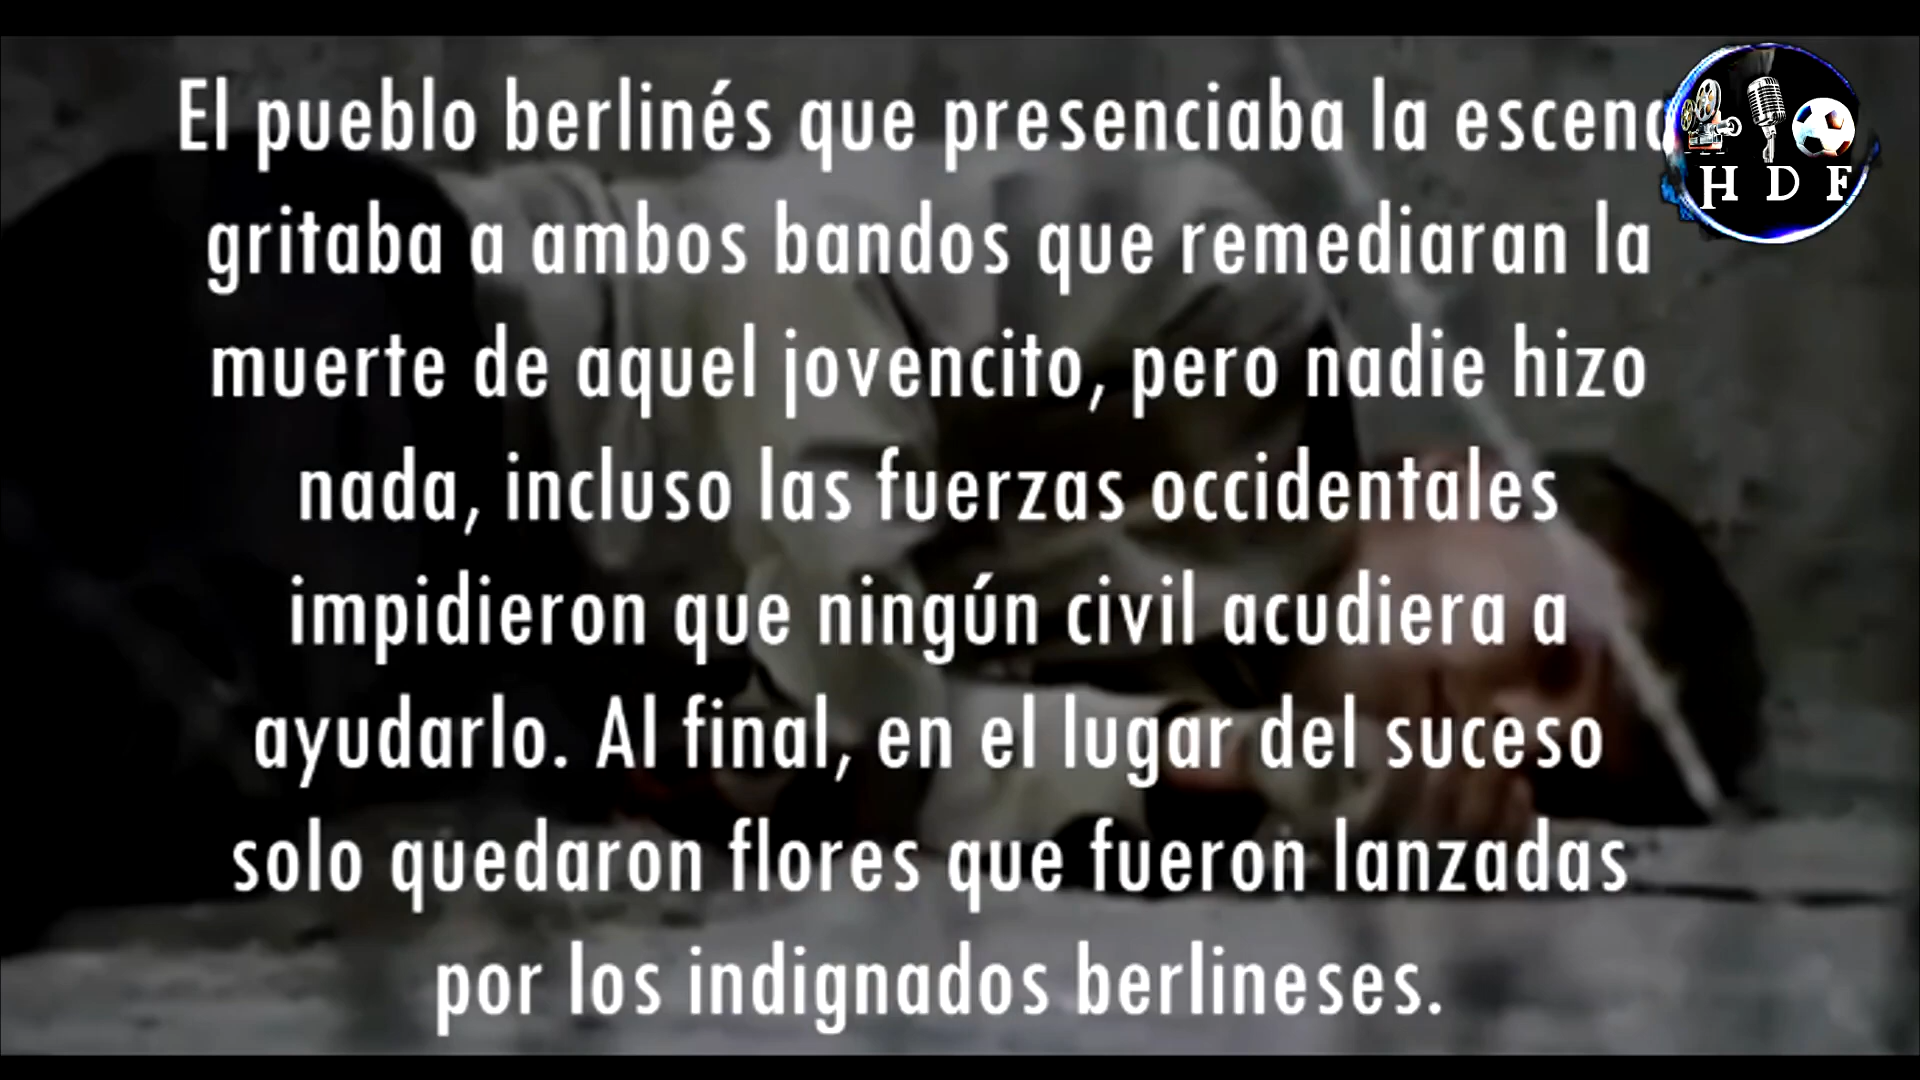 El pueblo berlinés que presenciaba la escena
gritaba a ambos bandos que remediaran la
muerte de aquel jovencito, pero nadie hizo
nada, incluso las fuerzas occidentales
impidieron que ningún civil acudiera a
ayudarlo. Al final, en el lugar del suceso
solo quedaron flores que fueron lanzadas
por los indignados berlineses.
H D F